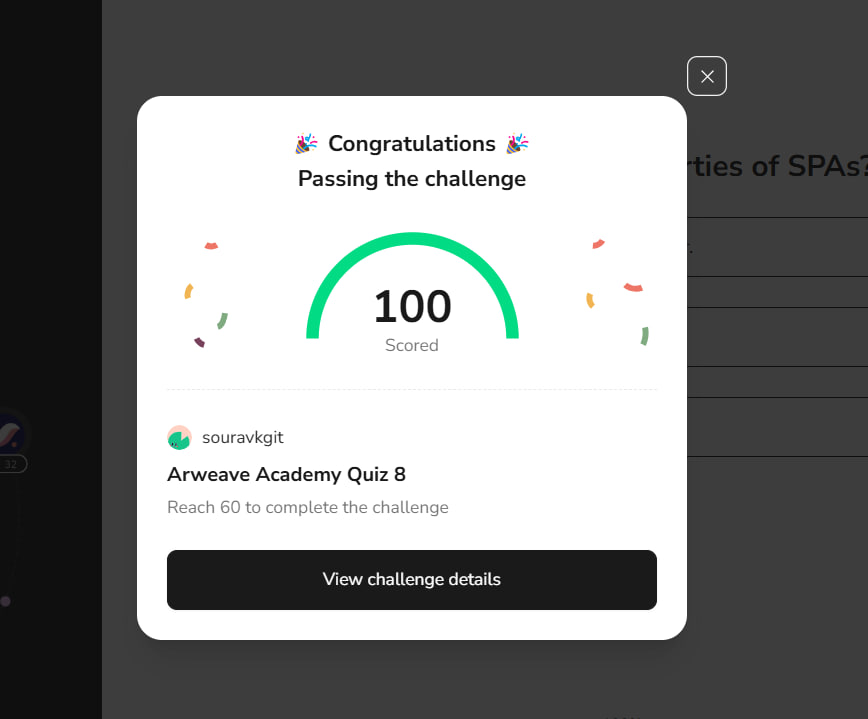 rties of SPAs?
Congratulations
Passing the challenge
100
Scored
souravkgit
Arweave Academy Quiz 8
Reach 60 to complete the challenge
View challenge details
32